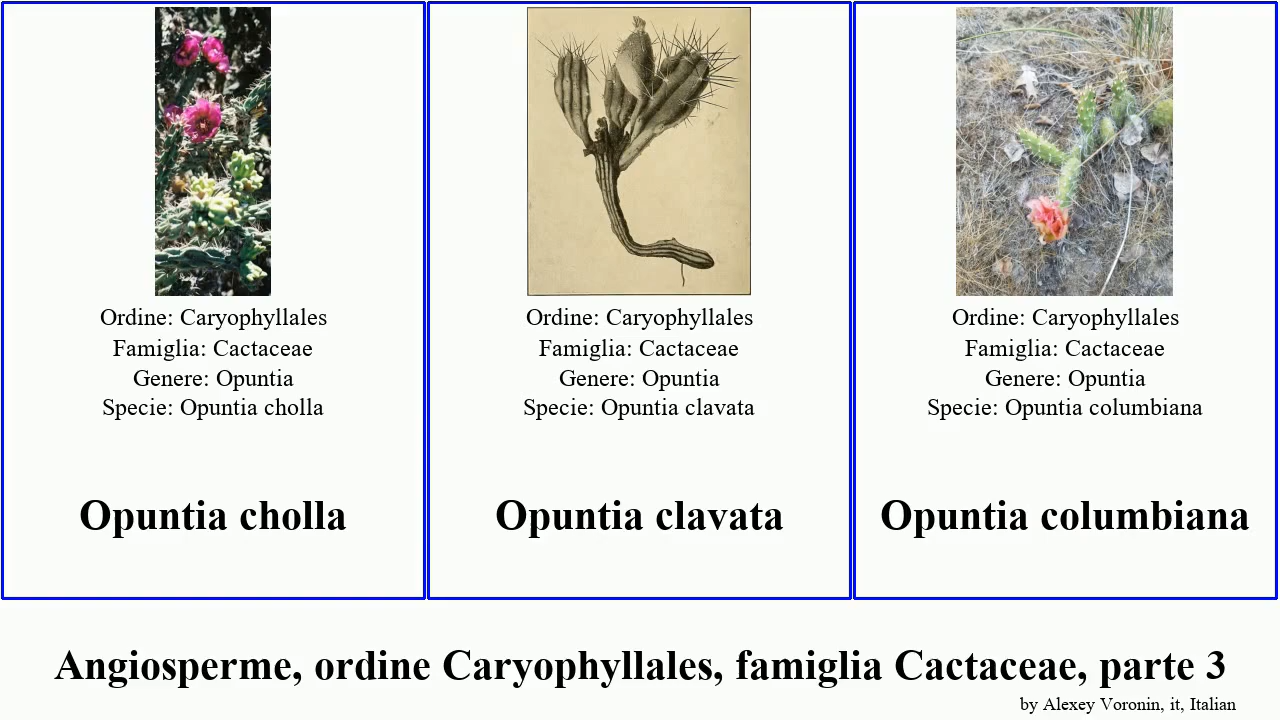 Ordine: Caryophyllales
Famiglia: Cactaceae
Genere: Opuntia
Specie: Opuntia cholla
Opuntia cholla
Ordine: Caryophyllales
Famiglia: Cactaceae
Genere: Opuntia
Specie: Opuntia clavata
Opuntia clavata
Ordine: Caryophyllales
Famiglia: Cactaceae
Genere: Opuntia
Specie: Opuntia columbiana
Opuntia columbiana
Angiosperme, ordine Caryophyllales, famiglia Cactaceae, parte 3
by Alexey Voronin, it, Italian